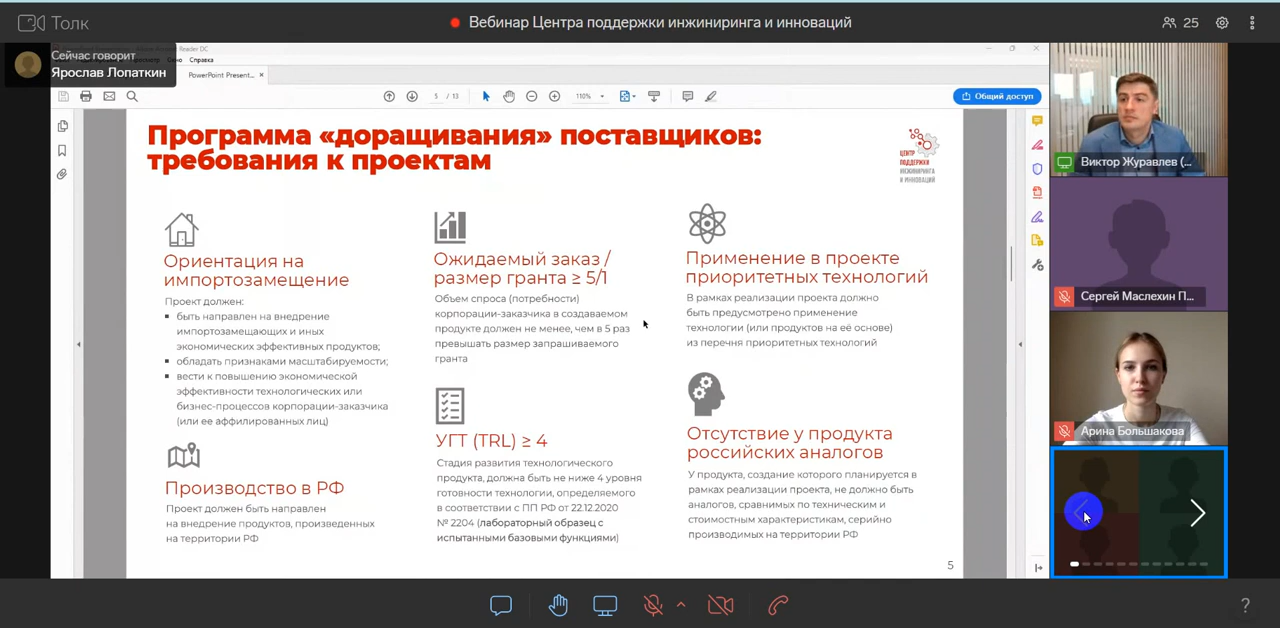 Толк
Вебинар Центра поддержки инжиниринга и инноваций
25
Сейчас говорит
Ярослав Лопаткин
Reader DC
Справка
PowerPoint Present...
5 / 13
110%
Общий доступ
Программа «доращивания» поставщиков:
требования к проектам
ЦЕНТР
ПОДДЕРЖКИ
ИНЖИНИРИНГА
И ИННОВАЦИЙ
Ориентация на
импортозамещение
Проект должен:
быть направлен на внедрение
импортозамещающих и иных
экономических эффективных продуктов;
обладать признаками масштабируемости;
вести к повышению экономической
эффективности технологических или
бизнес-процессов корпорации-заказчика
(или ее аффилированных лиц)
Производство в РФ
Проект должен быть направлен
на внедрение продуктов, произведенных
на территории РФ
Ожидаемый заказ /
размер гранта ≥ 5/1
Объем спроса (потребности)
корпорации-заказчика в создаваемом
продукте должен не менее, чем в 5 раз
превышать размер запрашиваемого
гранта
УГТ (TRL) ≥ 4
Стадия развития технологического
продукта, должна быть не ниже 4 уровня
готовности технологии, определяемого
в соответствии с ПП РФ от 22.12.2020
№ 2204 (лабораторный образец с
испытанными базовыми функциями)
Применение в проекте
приоритетных технологий
В рамках реализации проекта должно
быть предусмотрено применение
технологии (или продуктов на её основе)
из перечня приоритетных технологий
Отсутствие у продукта
российских аналогов
У продукта, создание которого планируется в
рамках реализации проекта, не должно быть
аналогов, сравнимых по техническим и
стоимостным характеристикам, серийно
производимых на территории РФ
5
Виктор Журавлев (...
Сергей Маслехин П...
Арина Большакова
?